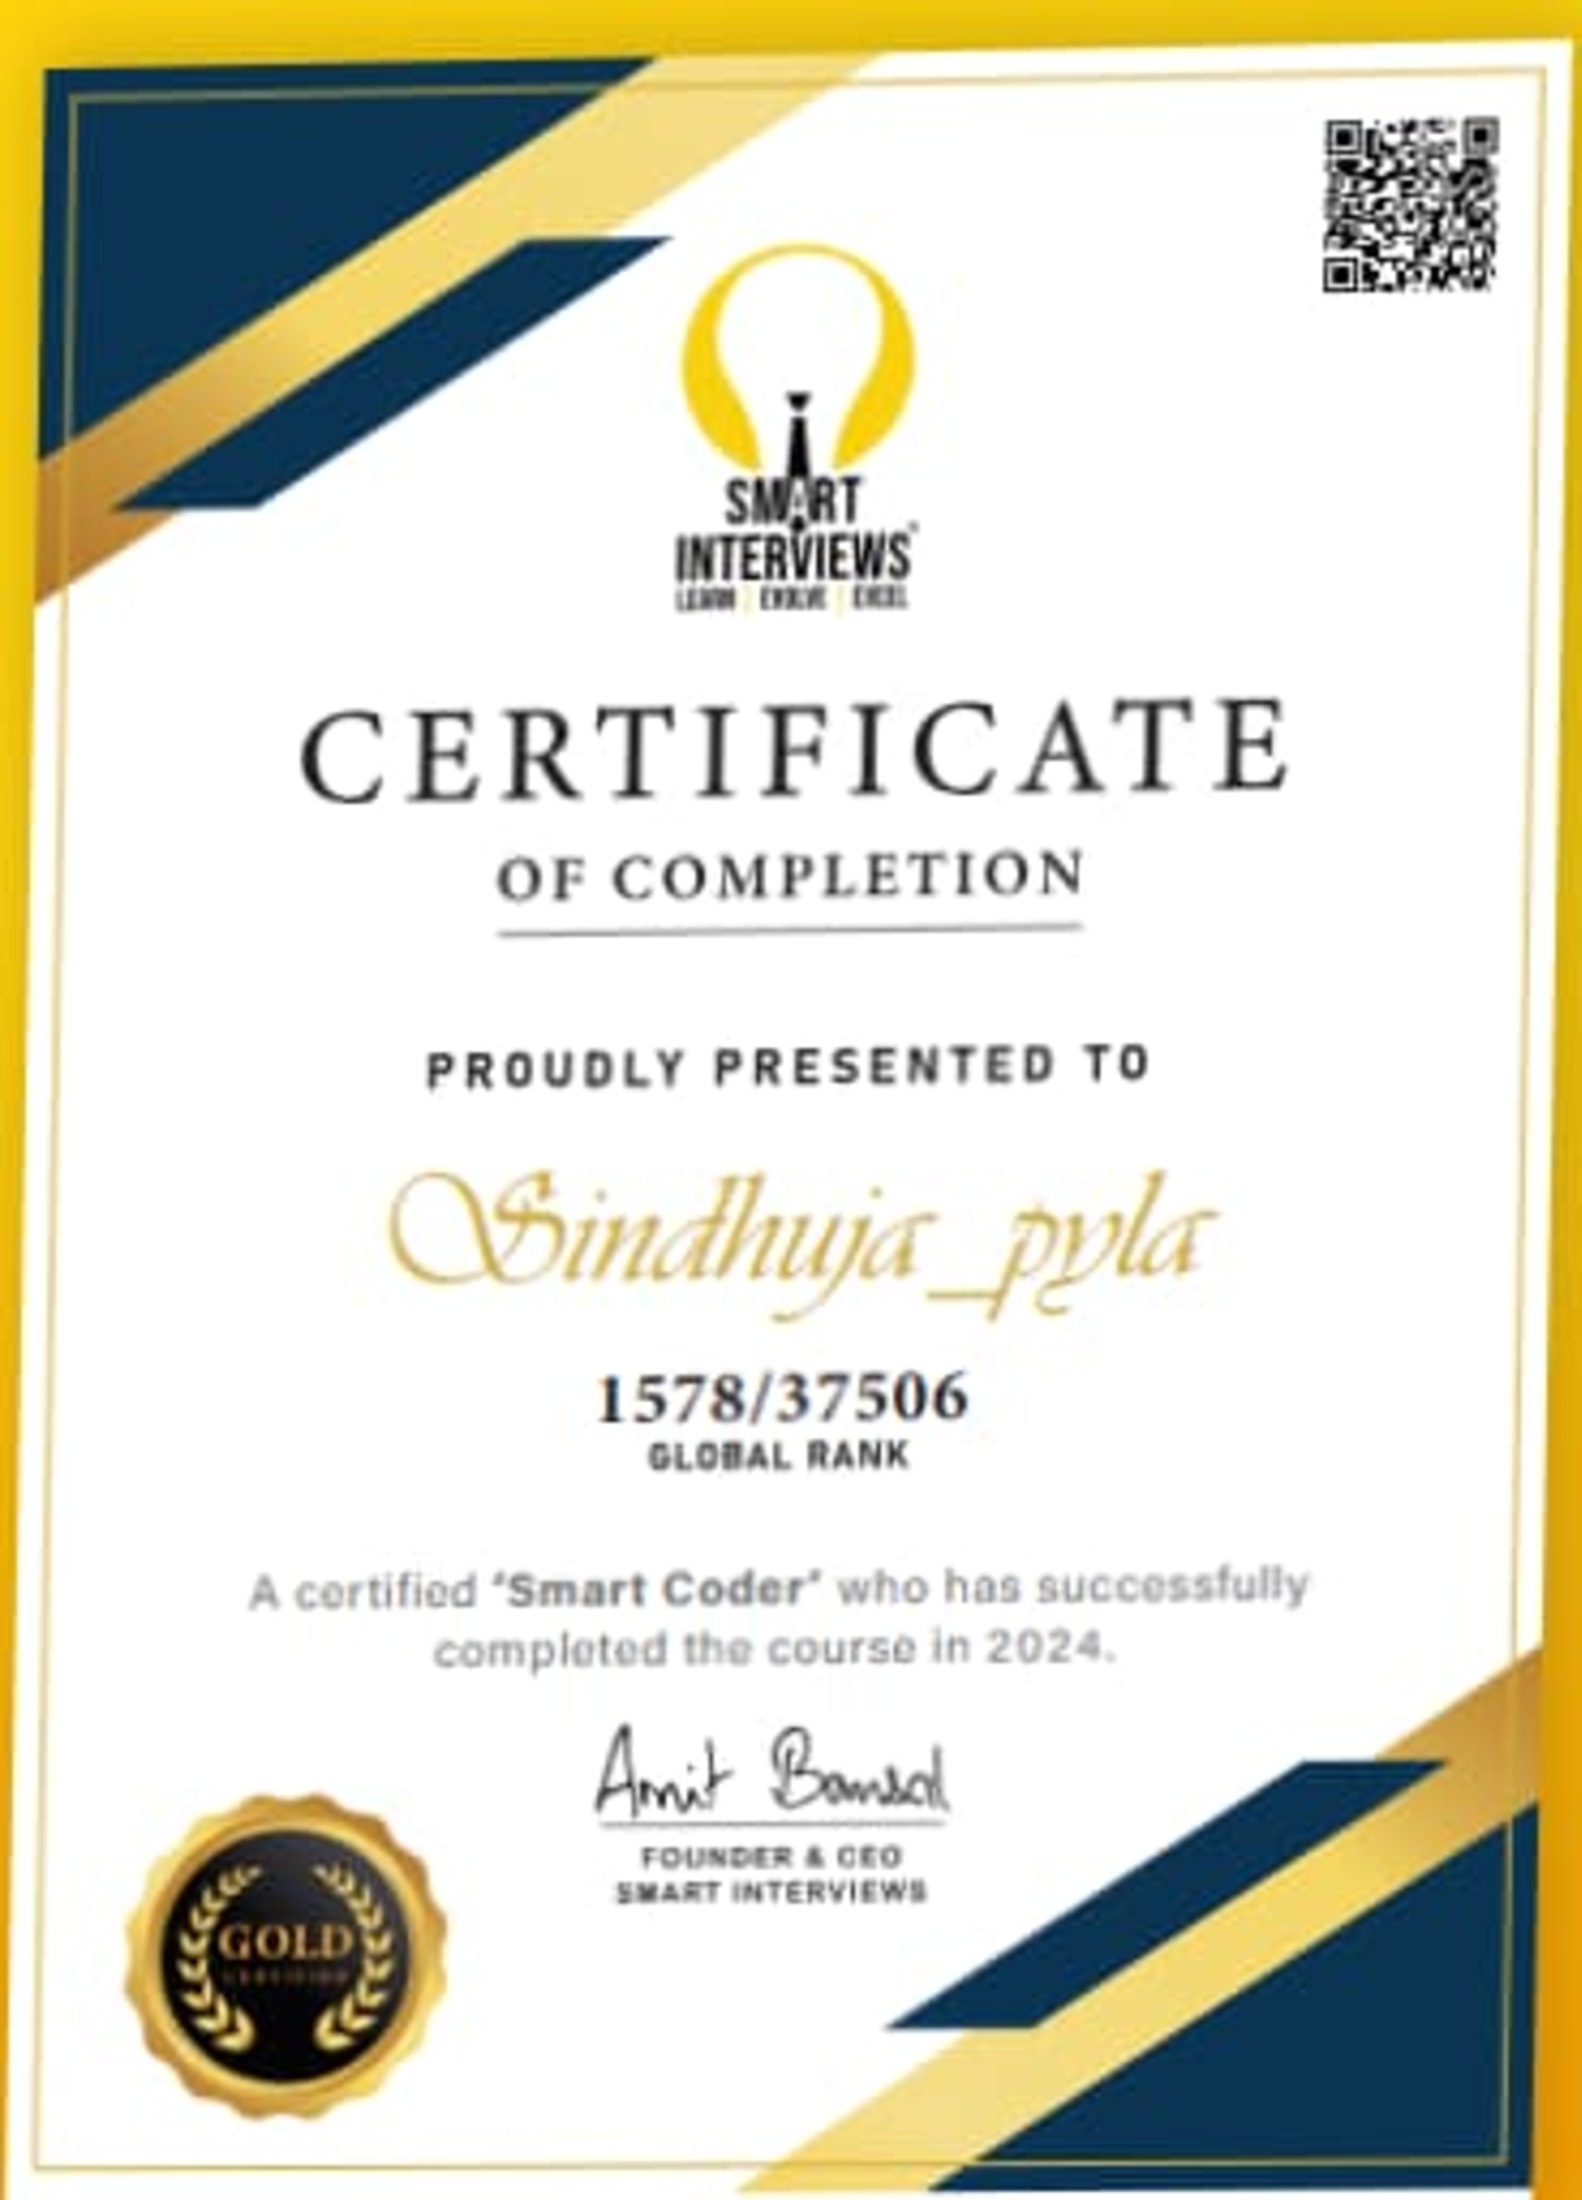 SMART
INTERVIEWS
LEARN | EVOLVE | EXCEL
CERTIFICATE
OF COMPLETION
PROUDLY PRESENTED TO
Sindhuja_pyla
1578/37506
GLOBAL RANK
A certified 'Smart Coder' who has successfully
completed the course in 2024.
Amit Bansal
FOUNDER & CEO
SMART INTERVIEWS
GOLD
CERTIFIED